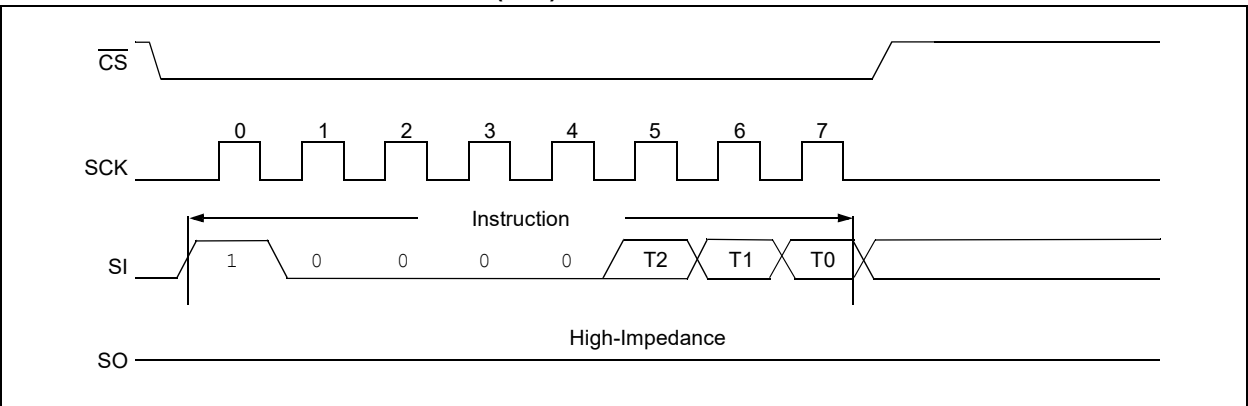 CS
0 1 2 3 4 5 6 7
SCK
Instruction
SI 1 0 0 0 0 T2 T1 T0
High-Impedance
SO